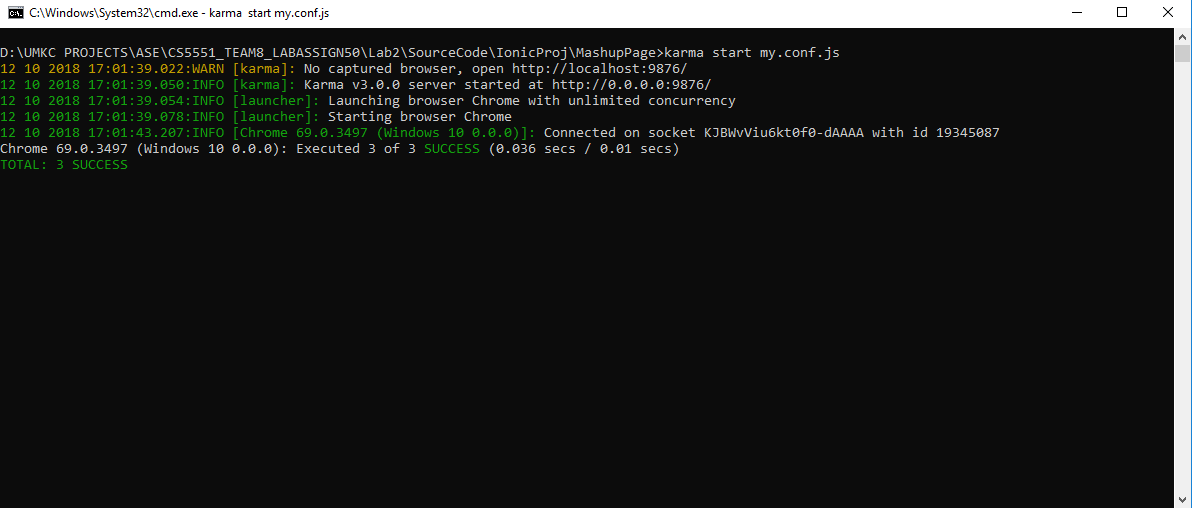 C:\Windows\System32\cmd.exe - karma  start my.conf.js
D:\UMKC PROJECTS\ASE\CS5551_TEAM8_LABASSIGN50\Lab2\SourceCode\IonicProj\MashupPage>karma start my.conf.js
12 10 2018 17:01:39.022:WARN [karma]: No captured browser, open http://localhost:9876/
12 10 2018 17:01:39.050:INFO [karma]: Karma v3.0.0 server started at http://0.0.0.0:9876/
12 10 2018 17:01:39.054:INFO [launcher]: Launching browser Chrome with unlimited concurrency
12 10 2018 17:01:39.078:INFO [launcher]: Starting browser Chrome
12 10 2018 17:01:43.207:INFO [Chrome 69.0.3497 (Windows 10 0.0.0)]: Connected on socket KJBWvViu6kt0f0-dAAAA with id 19345087
Chrome 69.0.3497 (Windows 10 0.0.0): Executed 3 of 3 SUCCESS (0.036 secs / 0.01 secs)
TOTAL: 3 SUCCESS